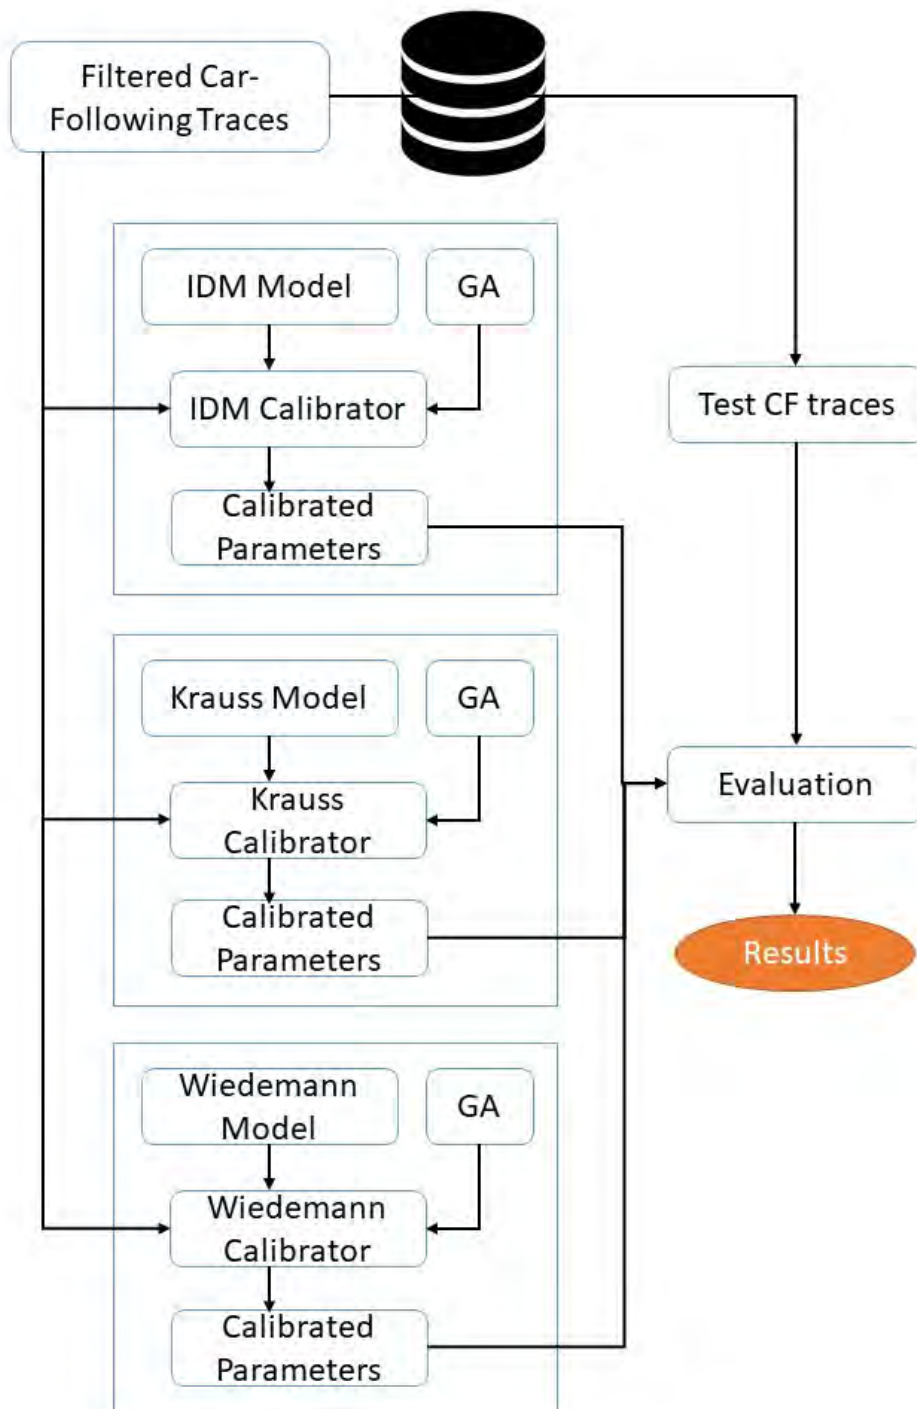 Filtered Car-
Following Traces
IDM Model
GA
IDM Calibrator
Test CF traces
Calibrated
Parameters
Krauss Model
GA
Krauss
Calibrator
Evaluation
Calibrated
Parameters
Results
Wiedemann
Model
GA
Wiedemann
Calibrator
Calibrated
Parameters